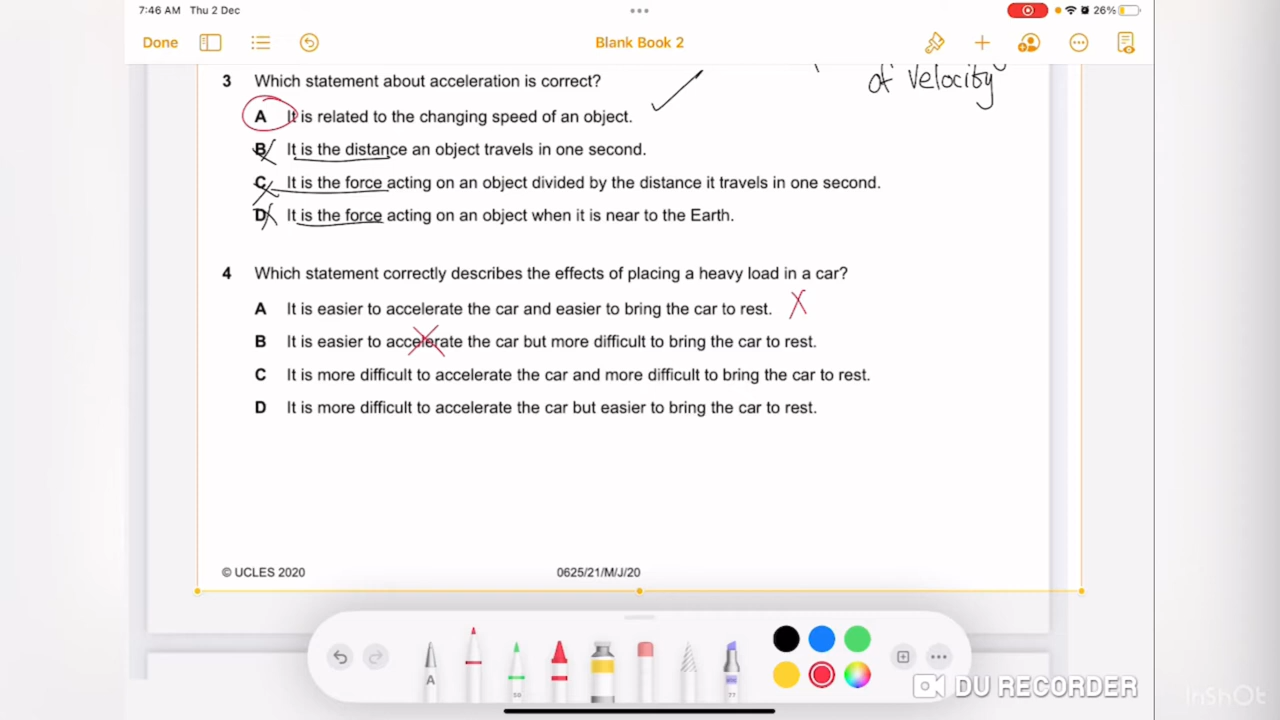 7:46 AM Thu 2 Dec
26%
Done
Blank Book 2
of velocity
3 Which statement about acceleration is correct?
A It is related to the changing speed of an object.
B It is the distance an object travels in one second.
C It is the force acting on an object divided by the distance it travels in one second.
D It is the force acting on an object when it is near to the Earth.
4 Which statement correctly describes the effects of placing a heavy load in a car?
A It is easier to accelerate the car and easier to bring the car to rest.
B It is easier to accelerate the car but more difficult to bring the car to rest.
C It is more difficult to accelerate the car and more difficult to bring the car to rest.
D It is more difficult to accelerate the car but easier to bring the car to rest.
© UCLES 2020
0625/21/M/J/20
A
50
77
DU RECORDER
InShOt